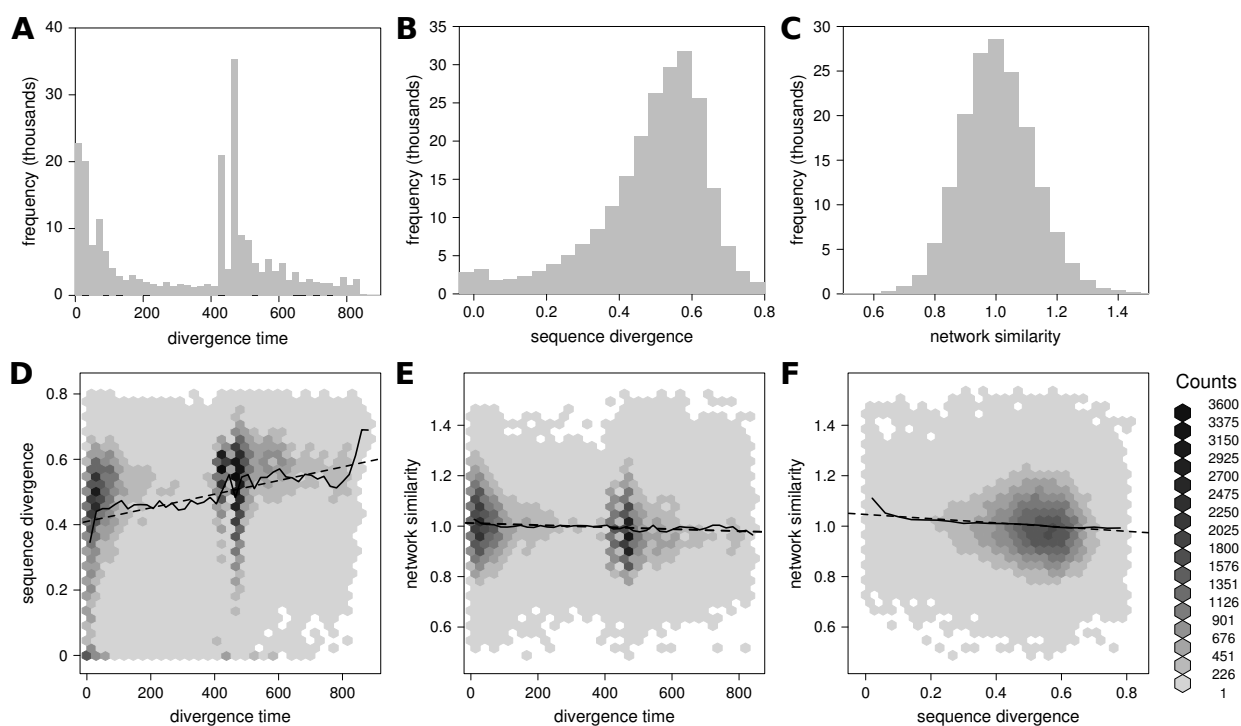 A
frequency (thousands)
40
30
20
10
0
0 200 400 600 800
divergence time
B
frequency (thousands)
35
30
25
20
15
10
5
0
0.0 0.2 0.4 0.6 0.8
sequence divergence
C
frequency (thousands)
30
25
20
15
10
5
0
0.6 0.8 1.0 1.2 1.4
network similarity
D
sequence divergence
0.8
0.6
0.4
0.2
0
0 200 400 600 800
divergence time
E
network similarity
1.4
1.2
1.0
0.8
0.6
0 200 400 600 800
divergence time
F
network similarity
1.4
1.2
1.0
0.8
0.6
0 0.2 0.4 0.6 0.8
sequence divergence
Counts
3600
3375
3150
2925
2700
2475
2250
2025
1800
1576
1351
1126
901
676
451
226
1